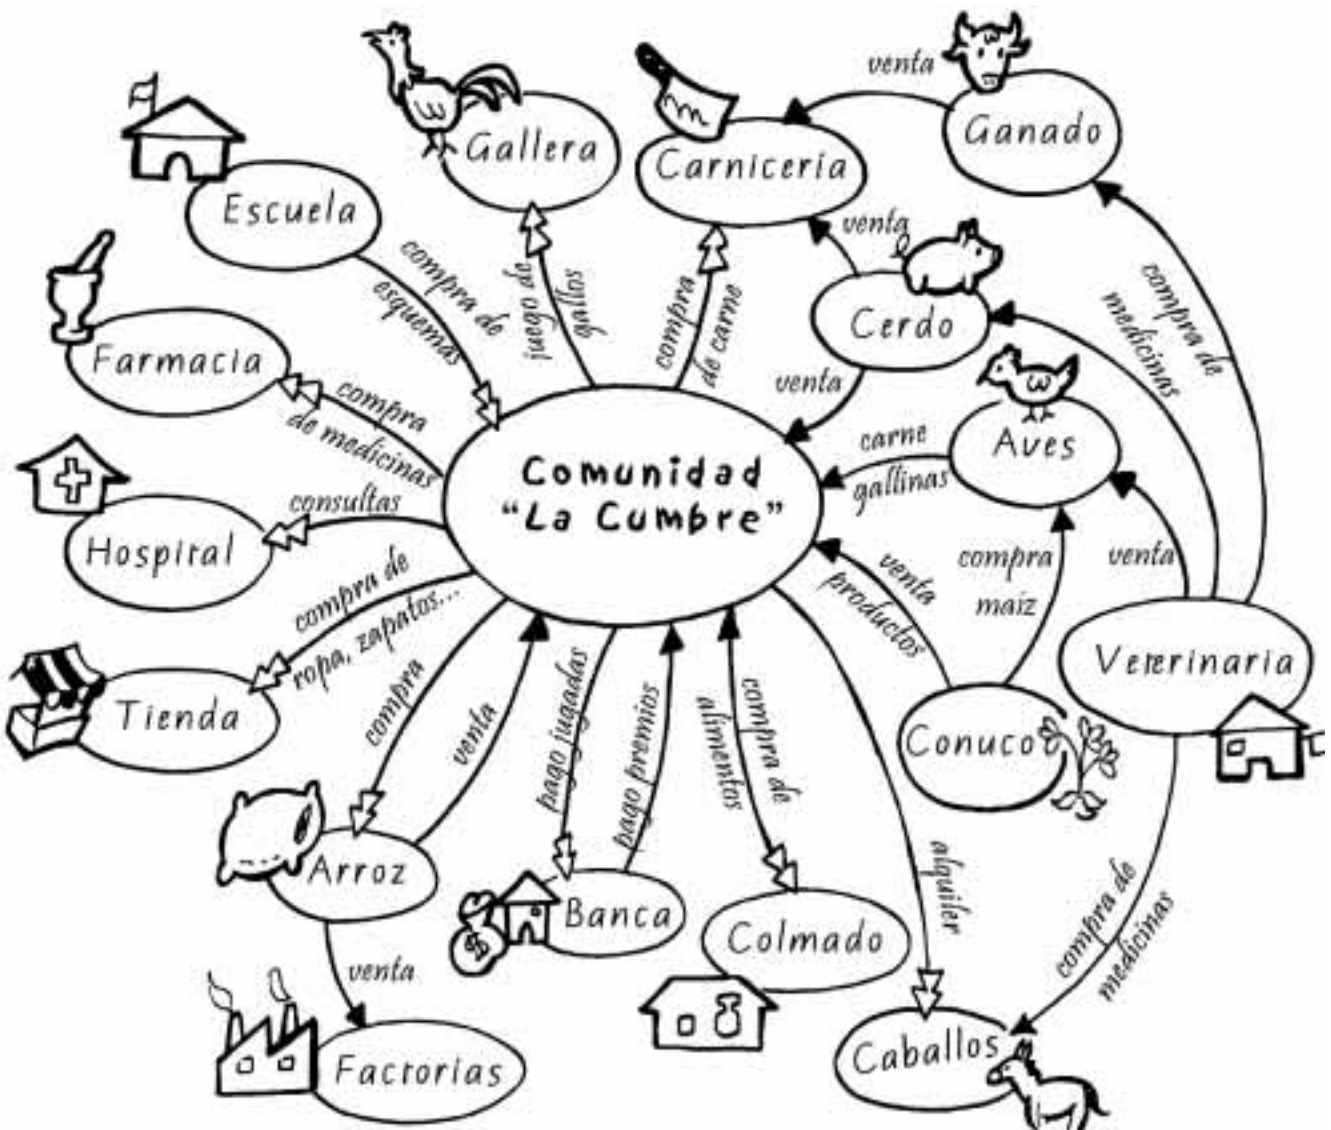 venta
Ganado
Gallera
Carnicería
Escuela
compra de
esquemas
juego de
gallos
compra
de carne
venta
Cerdo
compra de
medicinas
Farmacia
compra
de medicinas
venta
Aves
carne
gallinas
Comunidad
"La Cumbre"
consultas
Hospital
compra de
ropa, zapatos...
venta
productos
compra
maíz
venta
Veterinaria
Tienda
compra
venta
pago jugadas
pago premios
compra de
alimentos
Conuco
alquiler
Arroz
Banca
Colmado
compra de
medicinas
venta
Factorías
Caballos